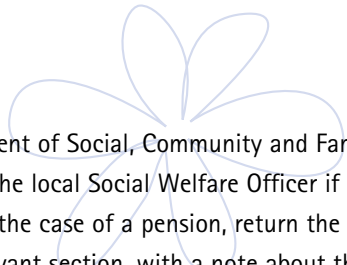 ent of Social, Community and Fa
he local Social Welfare Officer if
the case of a pension, return the
vant section, with a note about th